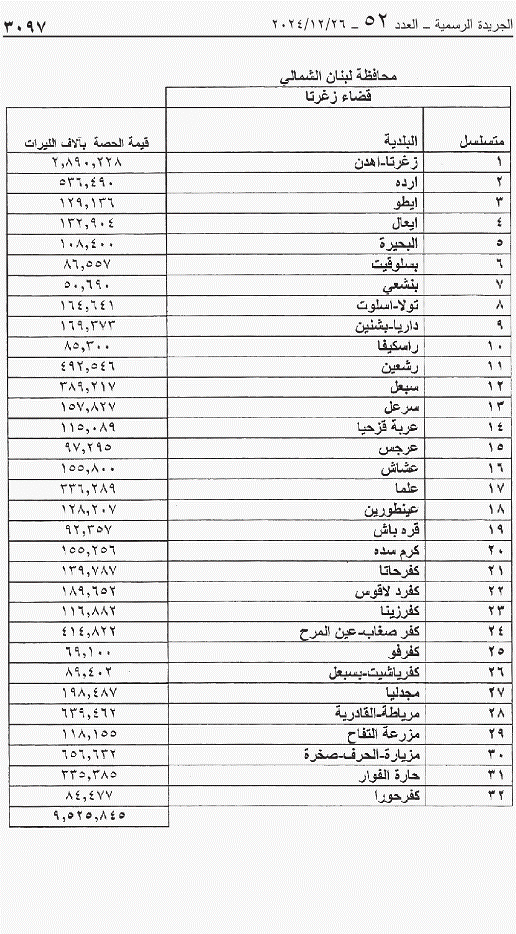 الجريدة الرسمية ــ العدد ٥٢ ــ ٢٠٢٤/١٢/٢٦ ٣٠٩٧
محافظة لبنان الشمالي
قضاء زغرتا
متسلسل البلدية قيمة الحصة بآلاف الليرات
١ زغرتا-اهدن ٢,٨٩٠,٢٢٨
٢ ارده ٥٣٦,٤٩٠
٣ ايطو ١٢٩,١٣٦
٤ ايعال ١٣٢,٩٠٤
٥ البحيرة ١٠٨,٤٠٠
٦ بسلوقيت ٨٦,٥٥٧
٧ بنشعي ٥٠,٦٩٠
٨ تولا-اسلوت ١٦٤,٦٤١
٩ داريا-بشنين ١٦٩,٣٧٣
١٠ راسكيفا ٨٥,٣٠٠
١١ رشعين ٤٩٢,٥٤٦
١٢ سبعل ٣٨٩,٢١٧
١٣ سرعل ١٥٧,٨٢٧
١٤ عربة قزحيا ١١٥,٠٨٩
١٥ عرجس ٩٧,٢٩٥
١٦ عشاش ١٥٥,٨٠٠
١٧ علما ٣٣٦,٢٨٩
١٨ عينطورين ١٢٨,٢٠٧
١٩ قره باش ٩٢,٣٥٧
٢٠ كرم سده ١٥٥,٢٥٦
٢١ كفرحاتا ١٣٩,٧٨٧
٢٢ كفرد لاقوس ١٨٩,٦٥٢
٢٣ كفرزينا ١١٦,٨٨٢
٢٤ كفر صغاب-عين المرح ٤١٤,٨٢٢
٢٥ كفرفو ٦٩,١٠٠
٢٦ كفرياشيت-بسبعل ٨٩,٤٠٢
٢٧ مجدليا ١٩٨,٤٨٧
٢٨ مرياطة-القادرية ٦٣٩,٤٦٢
٢٩ مزرعة التفاح ١١٨,١٥٥
٣٠ مزيارة-الحرف-صخرة ٦٥٦,٦٣٢
٣١ حارة الفوار ٣٣٥,٣٨٥
٣٢ كفرحورا ٨٤,٤٧٧
٩,٥٢٥,٨٤٥